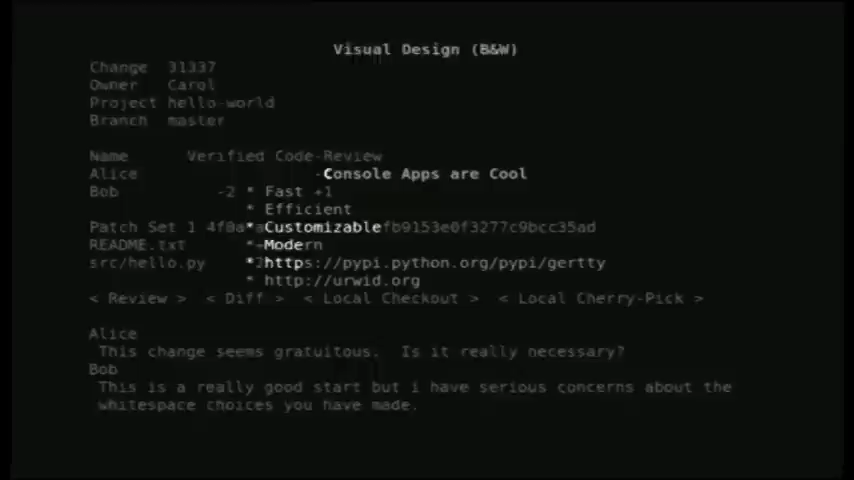 Visual Design (B&W)
Change 31337
Owner Carol
Project hello-world
Branch master
Name Verified Code-Review
Alice -Console Apps are Cool
Bob -2 * Fast +1
* Efficient
Patch Set 1 4f0a * Customizable fb9153e0f3277c9bcc35ad
README.txt * Modern
src/hello.py * https://pypi.python.org/pypi/gertty
* http://urwid.org
< Review > < Diff > < Local Checkout > < Local Cherry-Pick >
Alice
This change seems gratuitous. Is it really necessary?
Bob
This is a really good start but i have serious concerns about the
whitespace choices you have made.